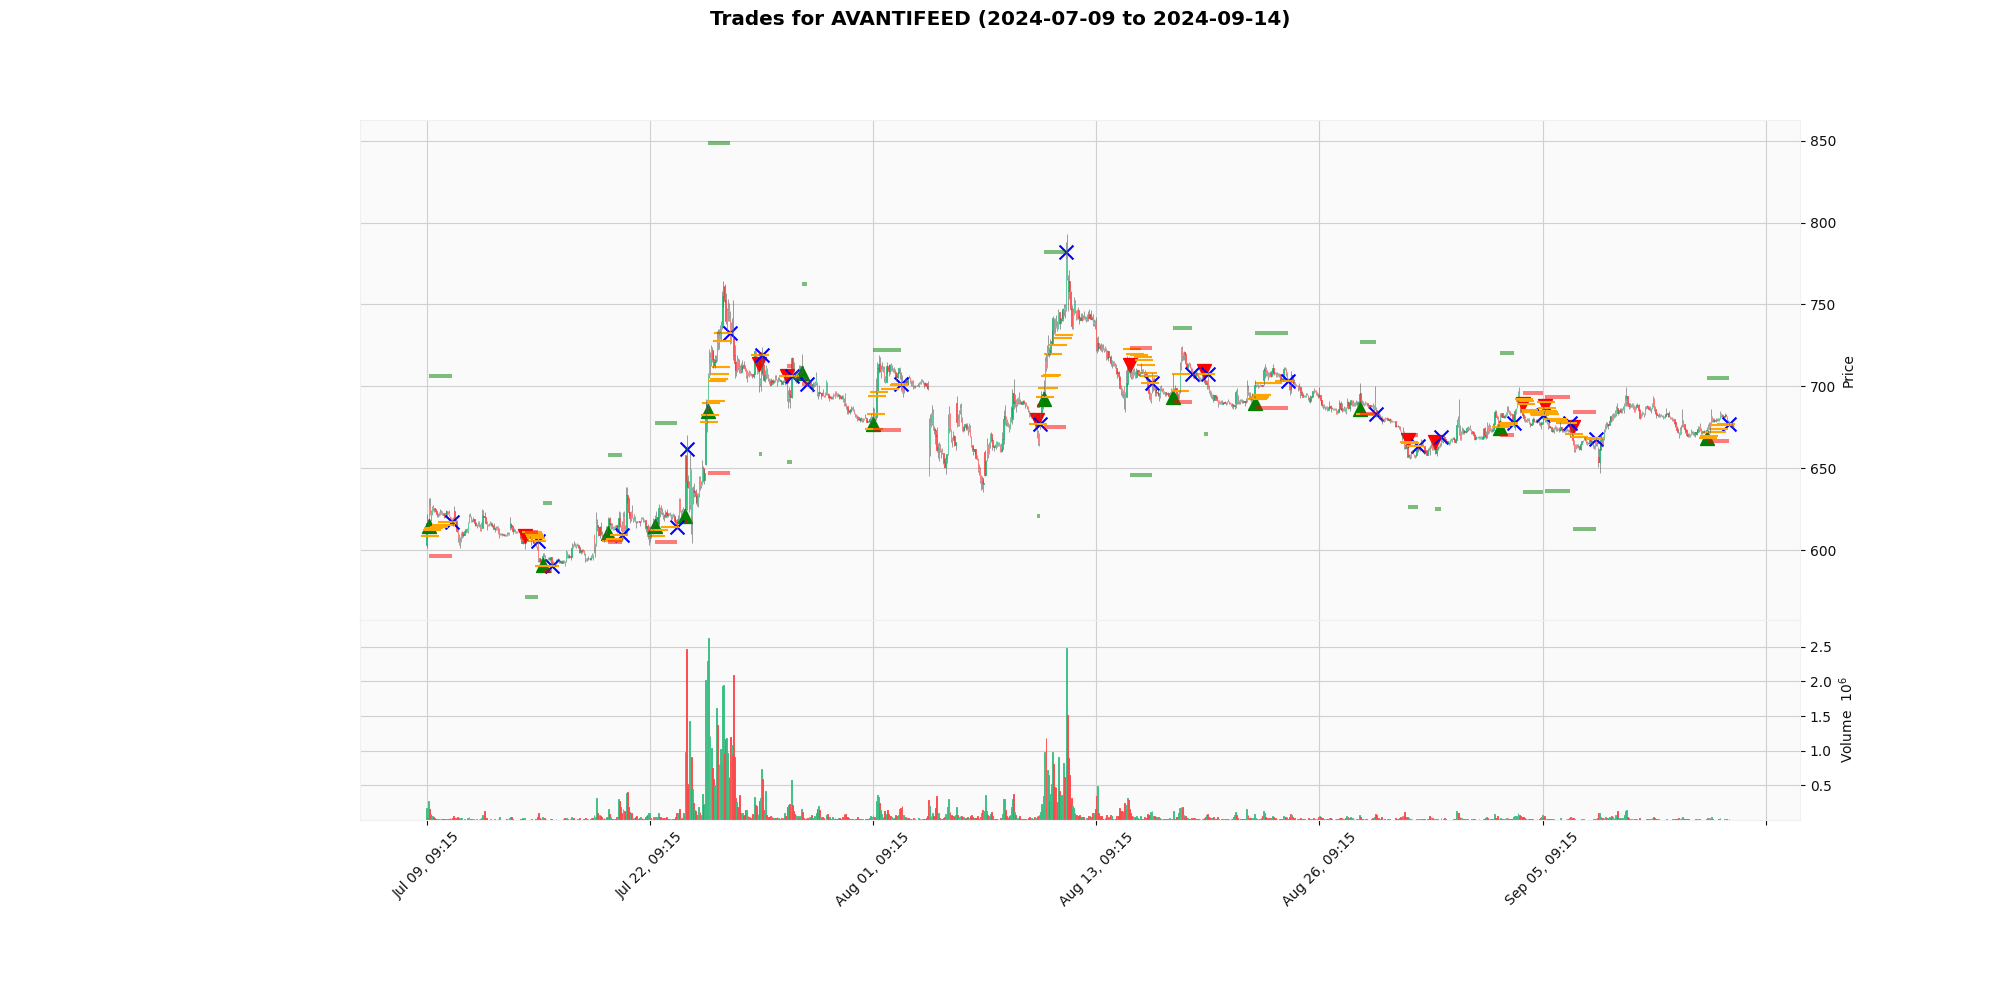 Trades for AVANTIFEED (2024-07-09 to 2024-09-14)
850
800
750
700
650
600
Price
2.5
2.0
1.5
1.0
0.5
Volume 10⁶
Jul 09, 09:15
Jul 22, 09:15
Aug 01, 09:15
Aug 13, 09:15
Aug 26, 09:15
Sep 05, 09:15